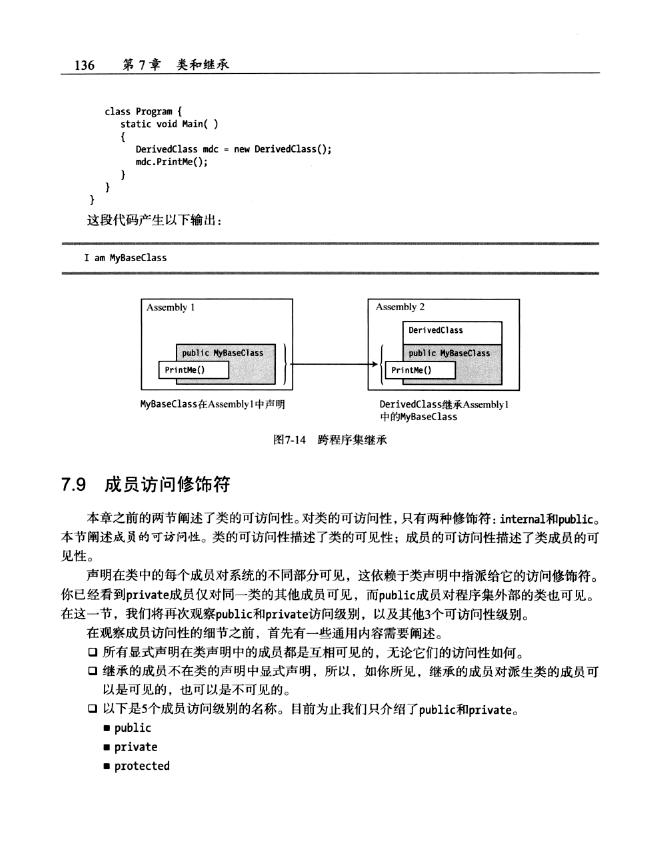 136 第7章 类和继承
class Program {
static void Main( )
{
DerivedClass mdc = new DerivedClass();
mdc.PrintMe();
}
}
}
这段代码产生以下输出：
I am MyBaseClass
Assembly 1
public MyBaseClass
PrintMe()
Assembly 2
DerivedClass
public MyBaseClass
PrintMe()
MyBaseClass在Assembly1中声明
DerivedClass继承Assembly1
中的MyBaseClass
图7-14 跨程序集继承
7.9 成员访问修饰符
本章之前的两节阐述了类的可访问性。对类的可访问性，只有两种修饰符：internal和public。
本节阐述成员的可访问性。类的可访问性描述了类的可见性；成员的可访问性描述了类成员的可
见性。
声明在类中的每个成员对系统的不同部分可见，这依赖于类声明中指派给它的访问修饰符。
你已经看到private成员仅对同一类的其他成员可见，而public成员对程序集外部的类也可见。
在这一节，我们将再次观察public和private访问级别，以及其他3个可访问性级别。
在观察成员访问性的细节之前，首先有一些通用内容需要阐述。
❑ 所有显式声明在类声明中的成员都是互相可见的，无论它们的访问性如何。
❑ 继承的成员不在类的声明中显式声明，所以，如你所见，继承的成员对派生类的成员可
以是可见的，也可以是不可见的。
❑ 以下是5个成员访问级别的名称。目前为止我们只介绍了public和private。
■ public
■ private
■ protected